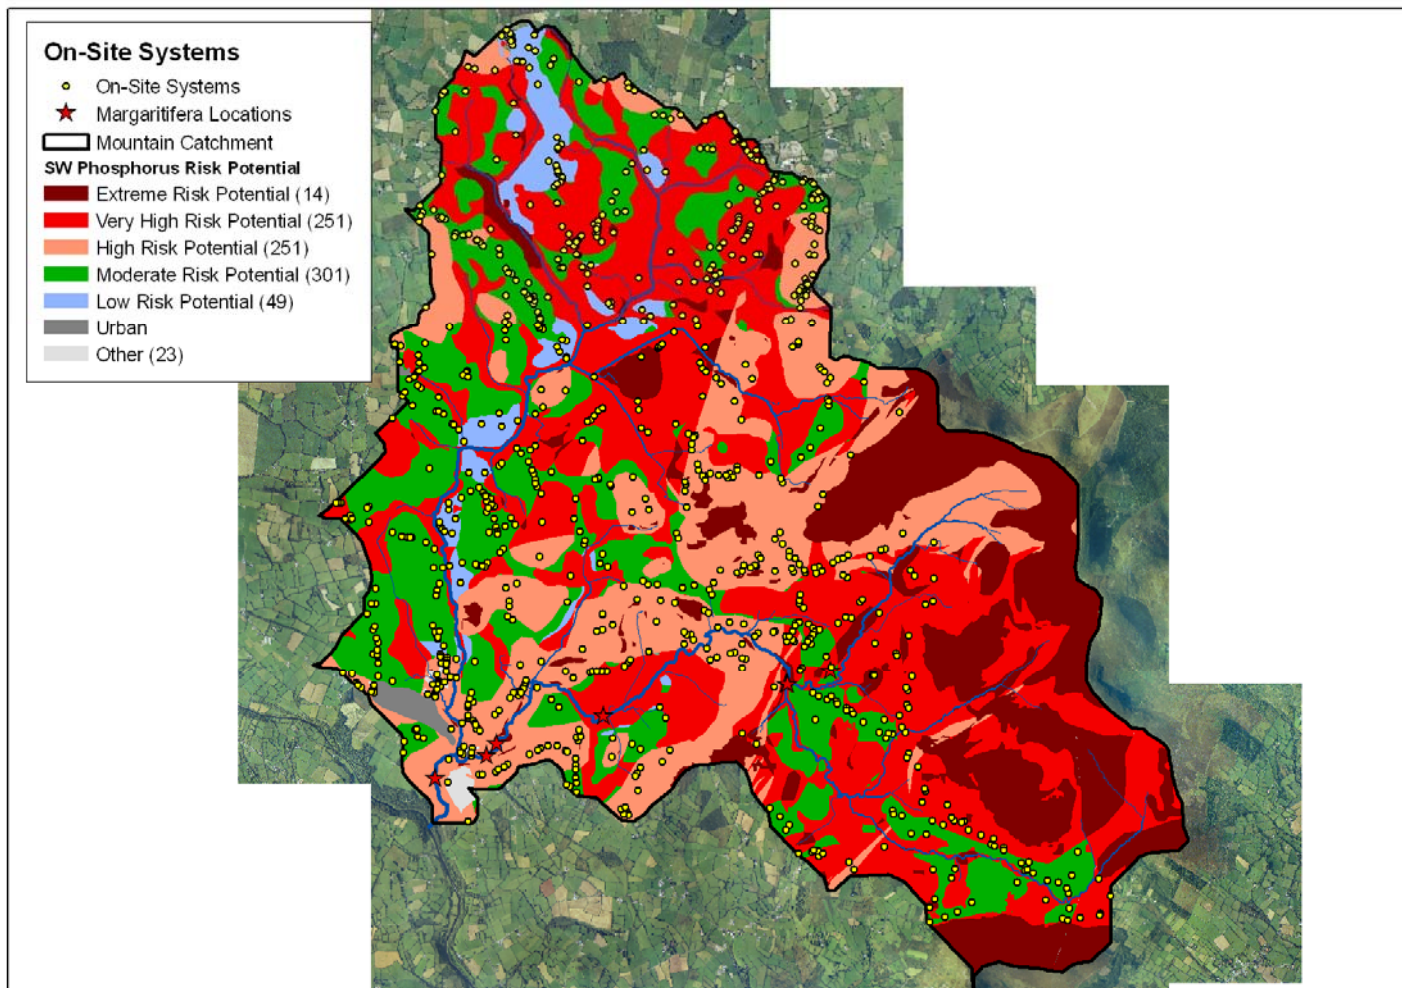 On-Site Systems
On-Site Systems
Margaritifera Locations
Mountain Catchment
SW Phosphorus Risk Potential
Extreme Risk Potential (14)
Very High Risk Potential (251)
High Risk Potential (251)
Moderate Risk Potential (301)
Low Risk Potential (49)
Urban
Other (23)